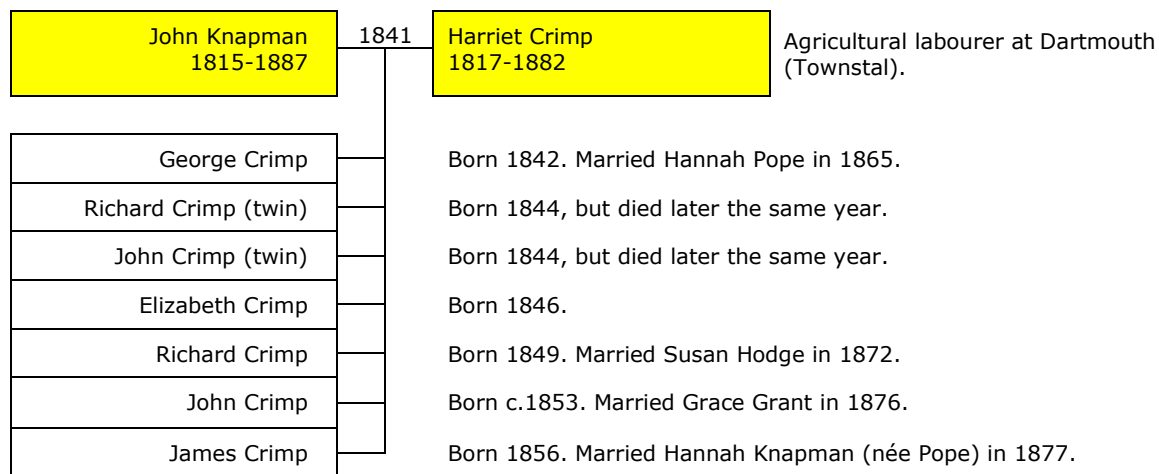 John Knapman
1815-1887
1841
Harriet Crimp
1817-1882
Agricultural labourer at Dartmouth
(Townstal).
George Crimp
Born 1842. Married Hannah Pope in 1865.
Richard Crimp (twin)
Born 1844, but died later the same year.
John Crimp (twin)
Born 1844, but died later the same year.
Elizabeth Crimp
Born 1846.
Richard Crimp
Born 1849. Married Susan Hodge in 1872.
John Crimp
Born c.1853. Married Grace Grant in 1876.
James Crimp
Born 1856. Married Hannah Knapman (née Pope) in 1877.